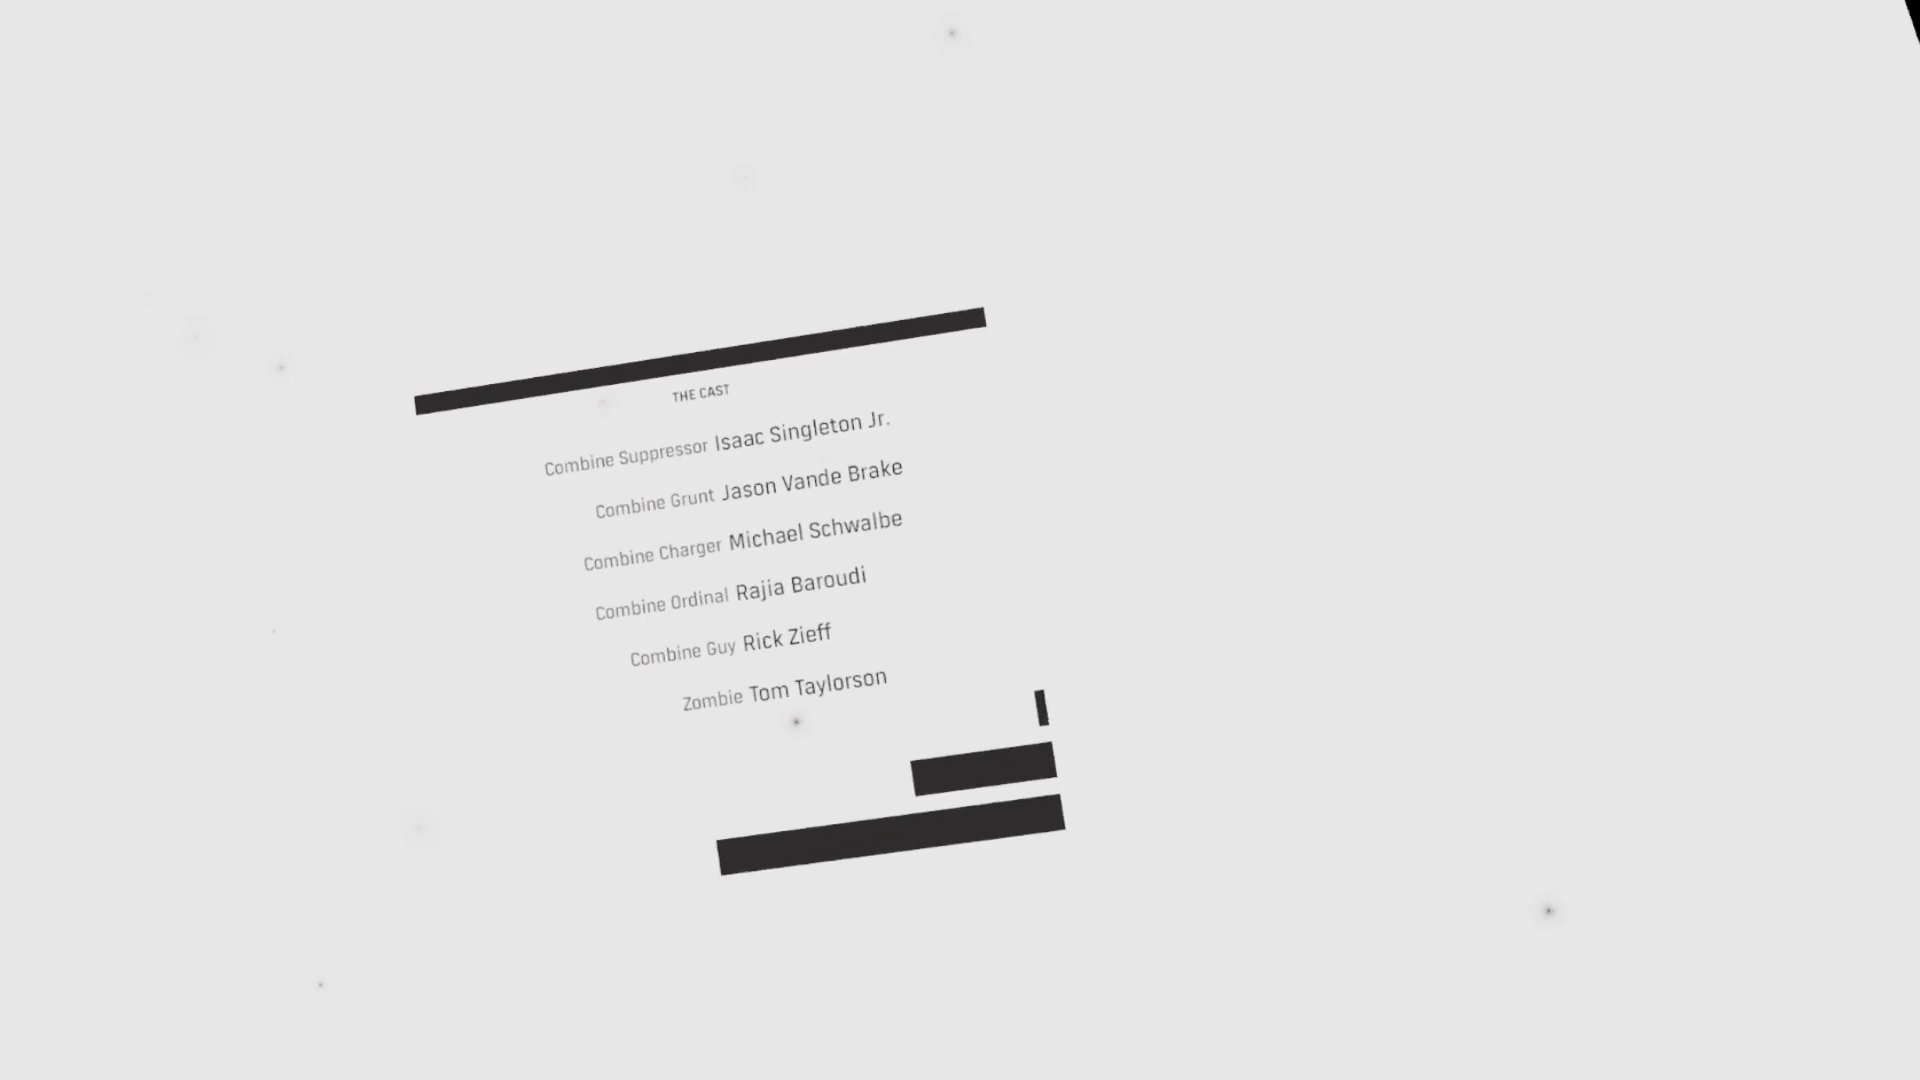 THE CAST
Combine Suppressor Isaac Singleton Jr.
Combine Grunt Jason Vande Brake
Combine Charger Michael Schwalbe
Combine Ordinal Rajia Baroudi
Combine Guy Rick Zieff
Zombie Tom Taylorson